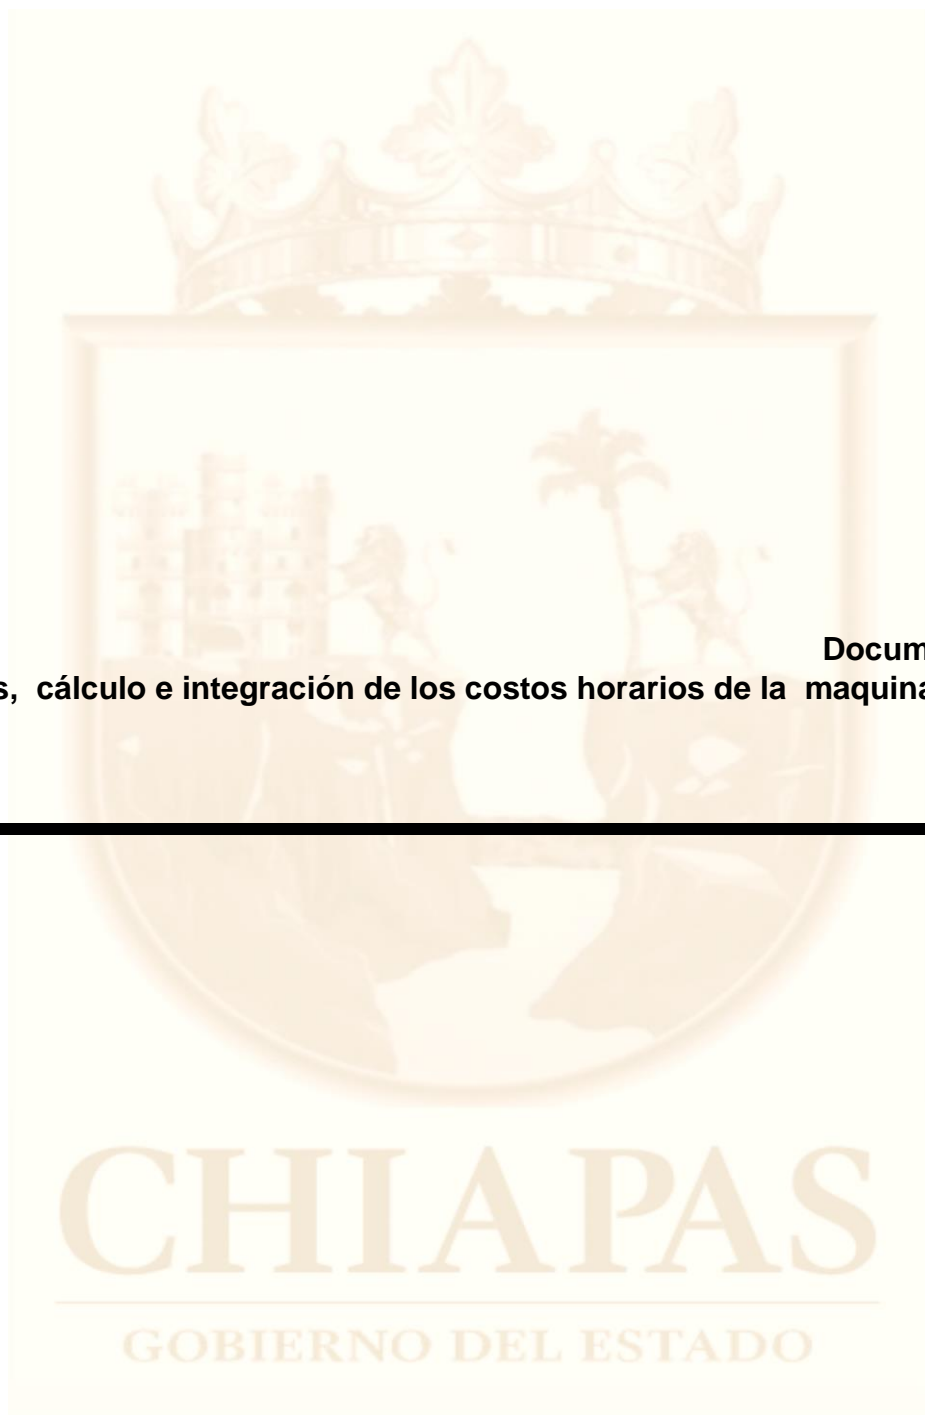 Docum
s, cálculo e integración de los costos horarios de la maquina
CHIAPAS
GOBIERNO DEL ESTADO